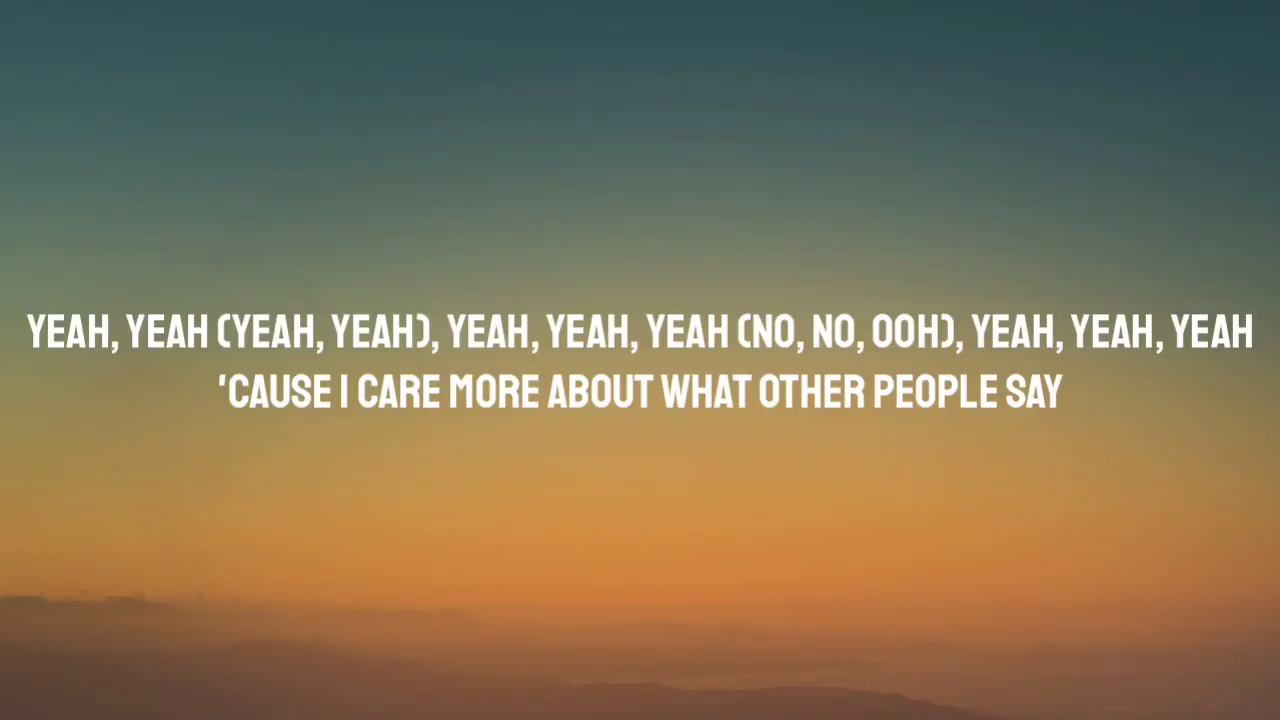 YEAH, YEAH (YEAH, YEAH), YEAH, YEAH, YEAH (NO, NO, OOH), YEAH, YEAH, YEAH
'CAUSE I CARE MORE ABOUT WHAT OTHER PEOPLE SAY